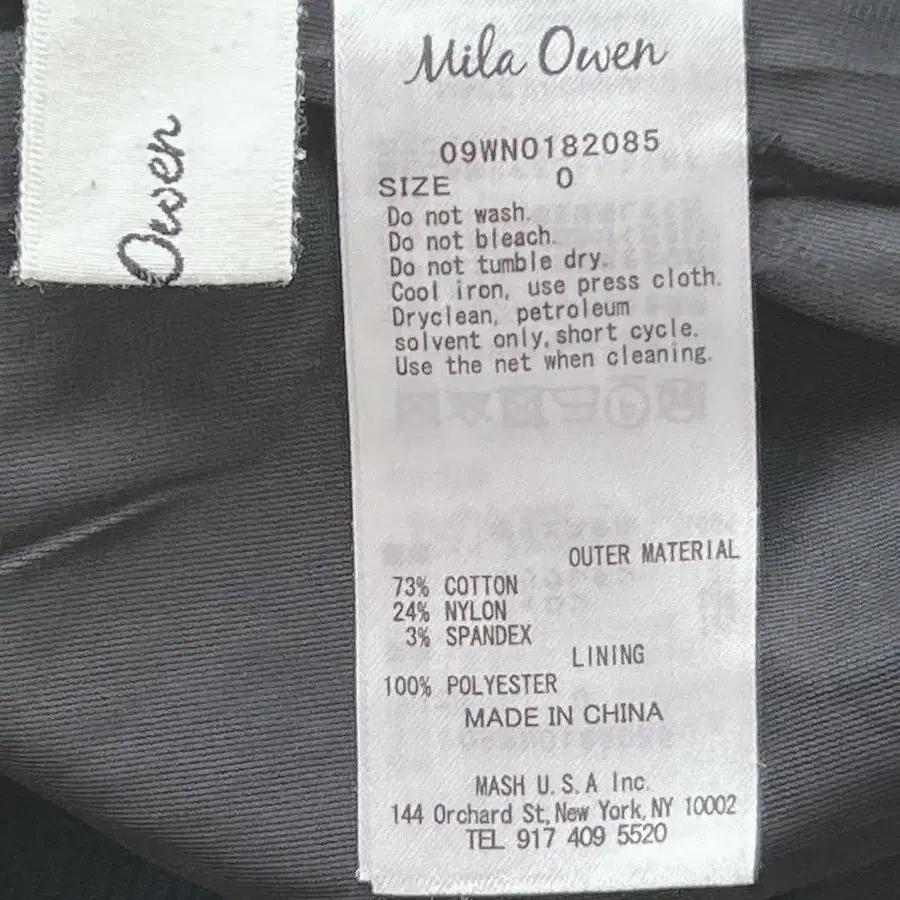 Owen
Mila Owen
09WN0182085
SIZE 0
Do not wash.
Do not bleach.
Do not tumble dry.
Cool iron, use press cloth.
Dryclean, petroleum
solvent only, short cycle.
Use the net when cleaning.
OUTER MATERIAL
73% COTTON
24% NYLON
3% SPANDEX
LINING
100% POLYESTER
MADE IN CHINA
MASH U.S.A Inc.
144 Orchard St, New York, NY 10002
TEL 917 409 5520